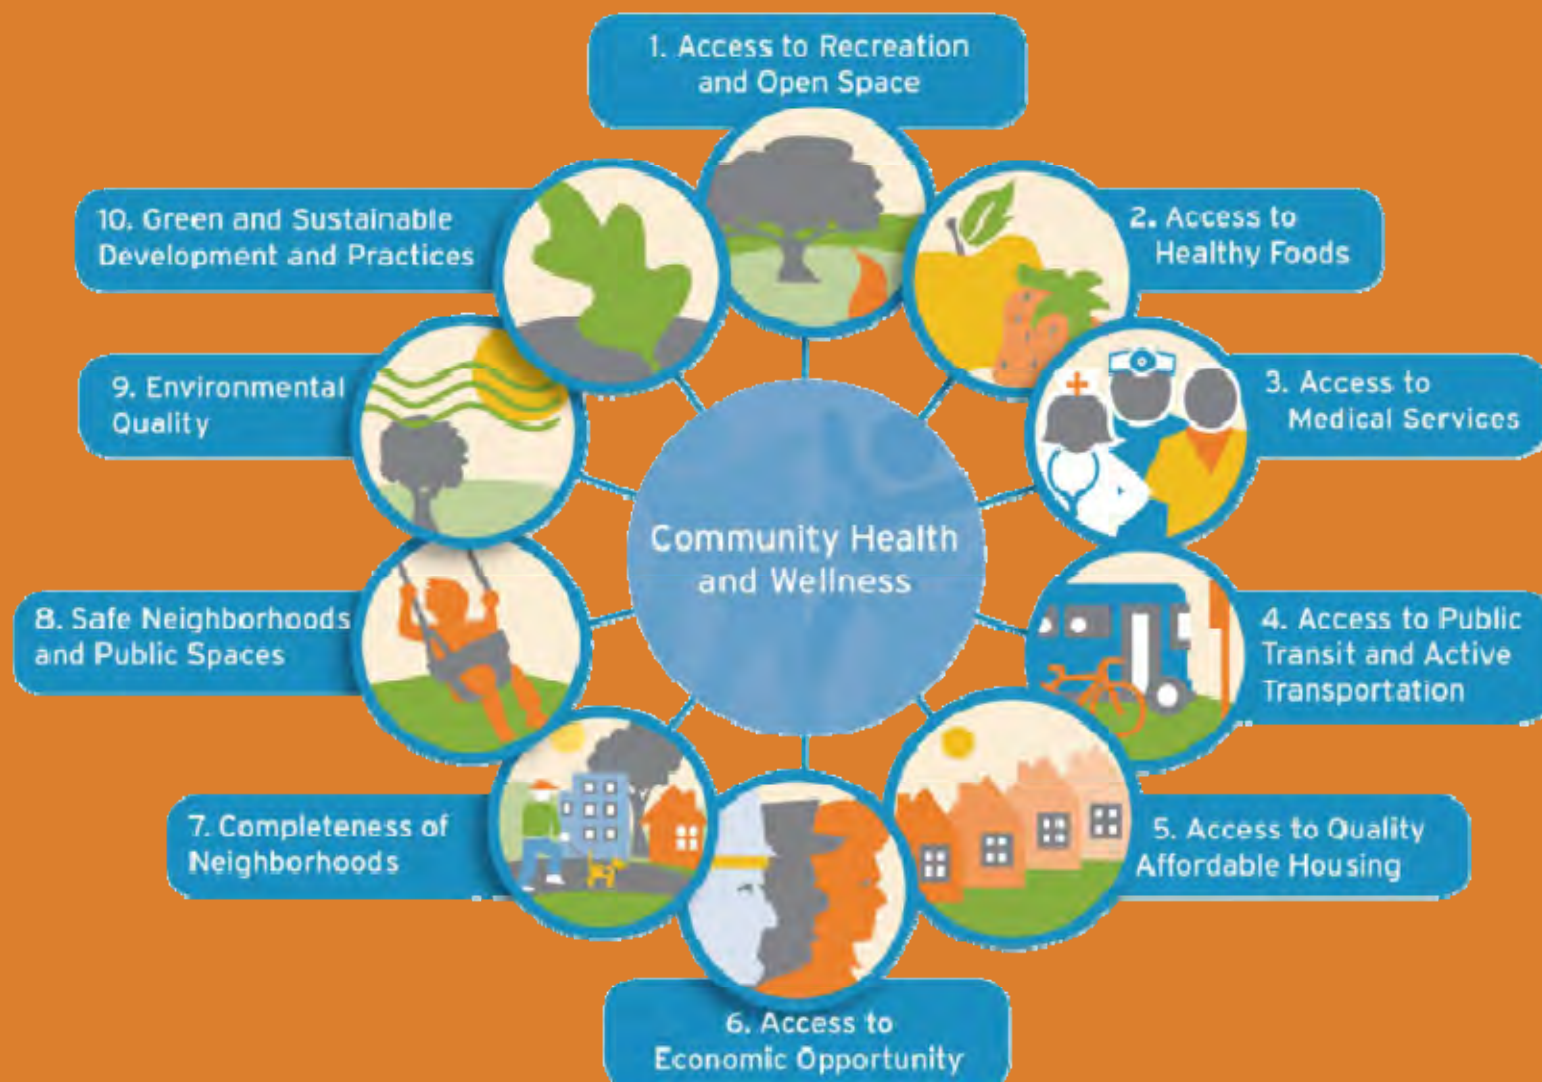 1. Access to Recreation
and Open Space
2. Access to
Healthy Foods
3. Access to
Medical Services
4. Access to Public
Transit and Active
Transportation
5. Access to Quality
Affordable Housing
6. Access to
Economic Opportunity
7. Completeness of
Neighborhoods
8. Safe Neighborhoods
and Public Spaces
9. Environmental
Quality
10. Green and Sustainable
Development and Practices
Community Health
and Wellness